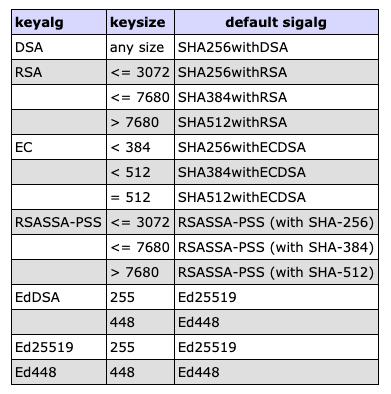 keyalg keysize default sigalg
DSA any size SHA256withDSA
RSA <= 3072 SHA256withRSA
<= 7680 SHA384withRSA
> 7680 SHA512withRSA
EC < 384 SHA256withECDSA
< 512 SHA384withECDSA
= 512 SHA512withECDSA
RSASSA-PSS <= 3072 RSASSA-PSS (with SHA-256)
<= 7680 RSASSA-PSS (with SHA-384)
> 7680 RSASSA-PSS (with SHA-512)
EdDSA 255 Ed25519
448 Ed448
Ed25519 255 Ed25519
Ed448 448 Ed448